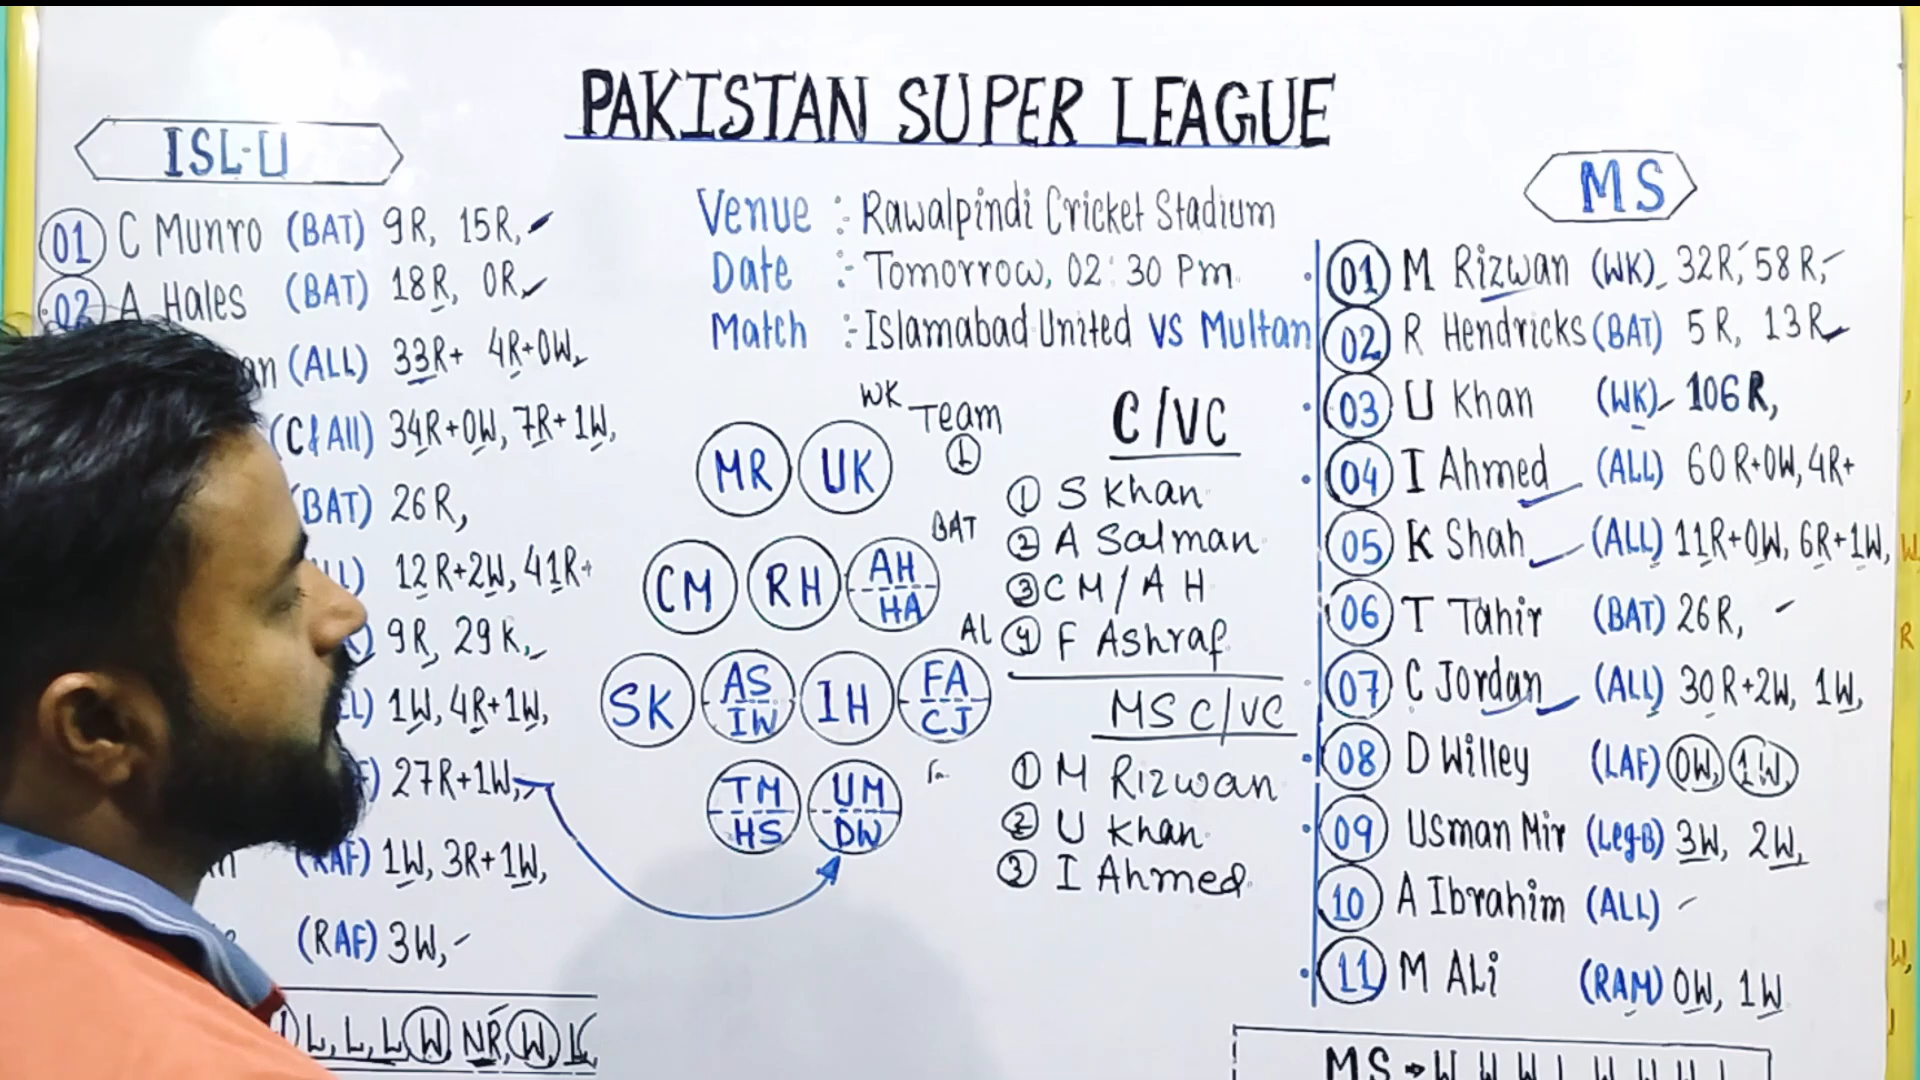 PAKISTAN SUPER LEAGUE
ISL-U
01 C Munro (BAT) 9R, 15R,
02 A Hales (BAT) 18R, 0R,
an (ALL) 33R+ 4R+0W,
(C&All) 34R+0W, 7R+1W,
(BAT) 26R,
12R+2W, 41R+
9R, 29R,
1W, 4R+1W,
27R+1W,
(RAF) 1W, 3R+1W,
(RAF) 3W,
L, L, L W NR, W, L
Venue : Rawalpindi Cricket Stadium
Date : Tomorrow, 02:30 Pm
Match : Islamabad United VS Multan
WK Team
1
MR UK
BAT
CM RH AH
HA
AL
SK AS IH FA
IW CJ
TM UM
HS DW
C/VC
1 S Khan
2 A Salman
3 CM/AH
4 F Ashraf
MS C/VC
1 M Rizwan
2 U Khan
3 I Ahmed
MS
01 M Rizwan (WK) 32R, 58R,
02 R Hendricks (BAT) 5R, 13R
03 U Khan (WK) 106R,
04 I Ahmed (ALL) 60R+0W, 4R+
05 K Shah (ALL) 11R+0W, 6R+1W,
06 T Tahir (BAT) 26R,
07 C Jordan (ALL) 30R+2W, 1W,
08 D Willey (LAF) 0W, 1W,
09 Usman Mir (Leg-B) 3W, 2W,
10 A Ibrahim (ALL)
11 M ALi (RAM) 0W, 1W
MS → W W W L W W W L